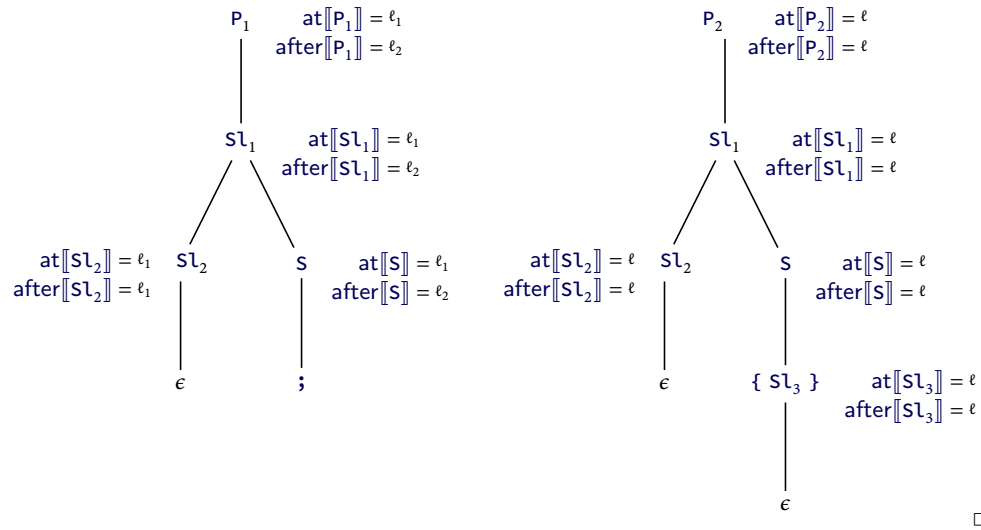 P₁ at⟦P₁⟧ = ℓ₁ P₂ at⟦P₂⟧ = ℓ
after⟦P₁⟧ = ℓ₂ after⟦P₂⟧ = ℓ
Sl₁ at⟦Sl₁⟧ = ℓ₁ Sl₁ at⟦Sl₁⟧ = ℓ
after⟦Sl₁⟧ = ℓ₂ after⟦Sl₁⟧ = ℓ
at⟦Sl₂⟧ = ℓ₁ Sl₂ S at⟦S⟧ = ℓ₁ at⟦Sl₂⟧ = ℓ Sl₂ S at⟦S⟧ = ℓ
after⟦Sl₂⟧ = ℓ₁ after⟦S⟧ = ℓ₂ after⟦Sl₂⟧ = ℓ after⟦S⟧ = ℓ
ϵ ; ϵ { Sl₃ } at⟦Sl₃⟧ = ℓ
after⟦Sl₃⟧ = ℓ
ϵ
□